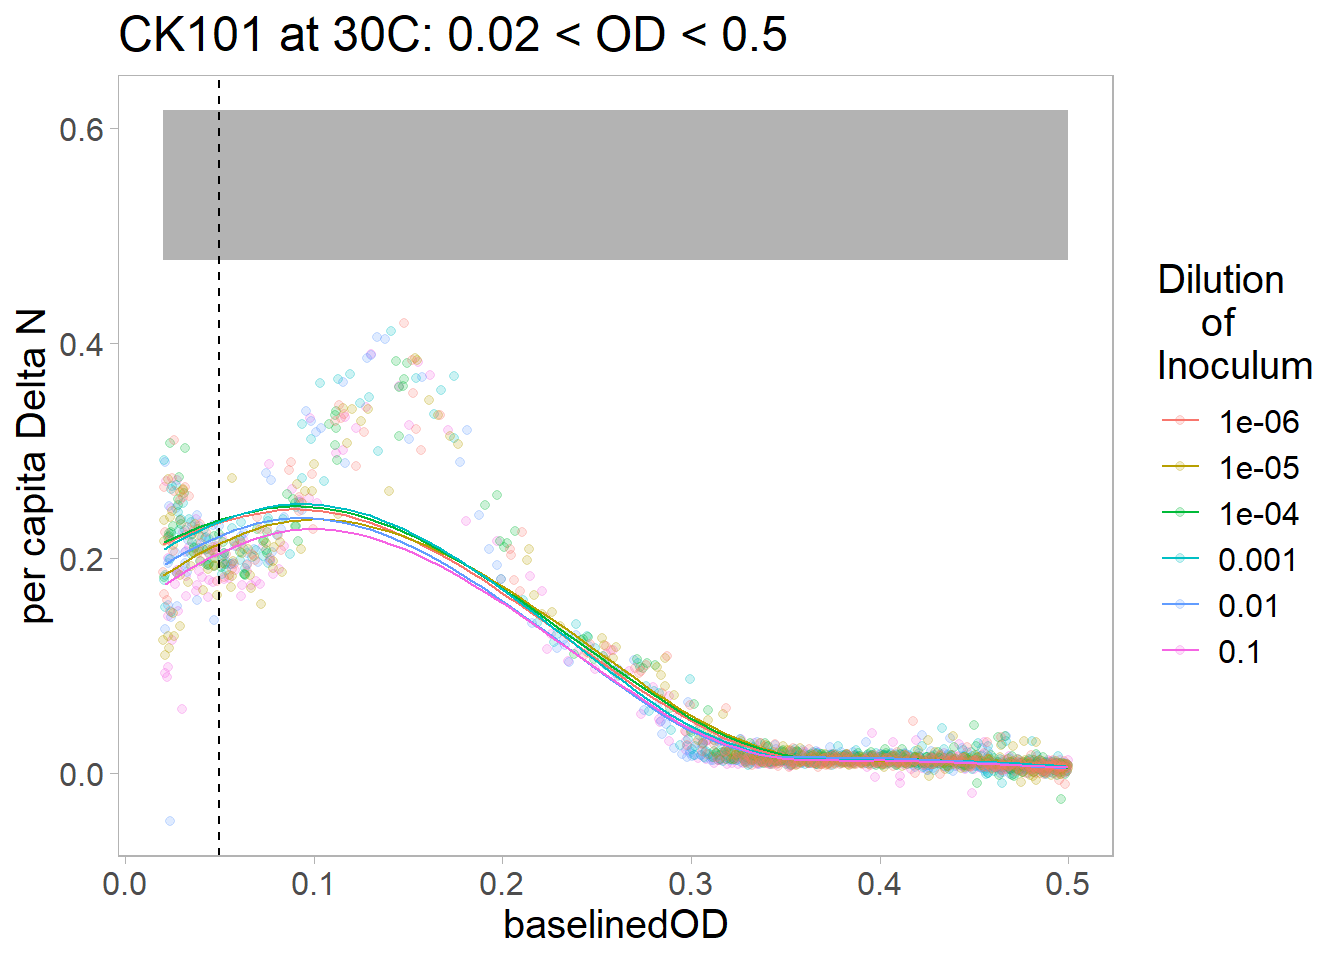 CK101 at 30C: 0.02 < OD < 0.5
per capita Delta N
0.6
0.4
0.2
0.0
0.0 0.1 0.2 0.3 0.4 0.5
baselinedOD
Dilution
of
Inoculum
1e-06
1e-05
1e-04
0.001
0.01
0.1